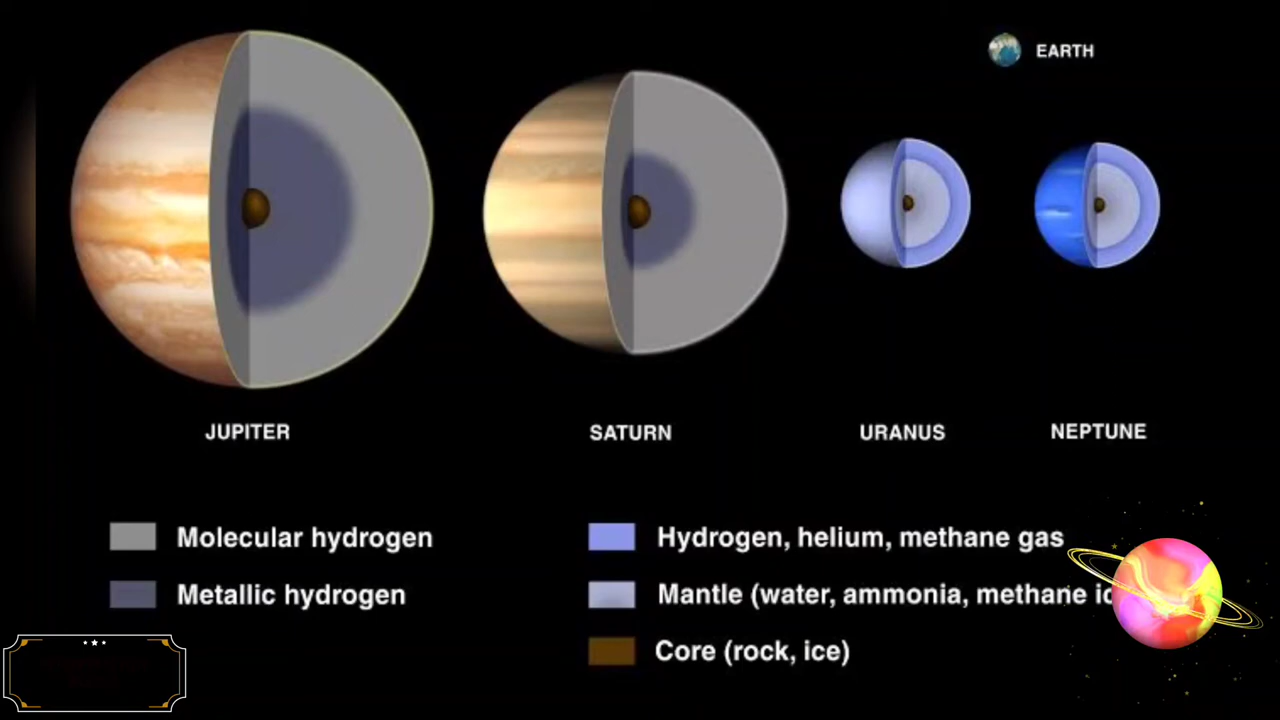 EARTH
JUPITER
SATURN
URANUS
NEPTUNE
Molecular hydrogen
Metallic hydrogen
Hydrogen, helium, methane gas
Mantle (water, ammonia, methane
Core (rock, ice)